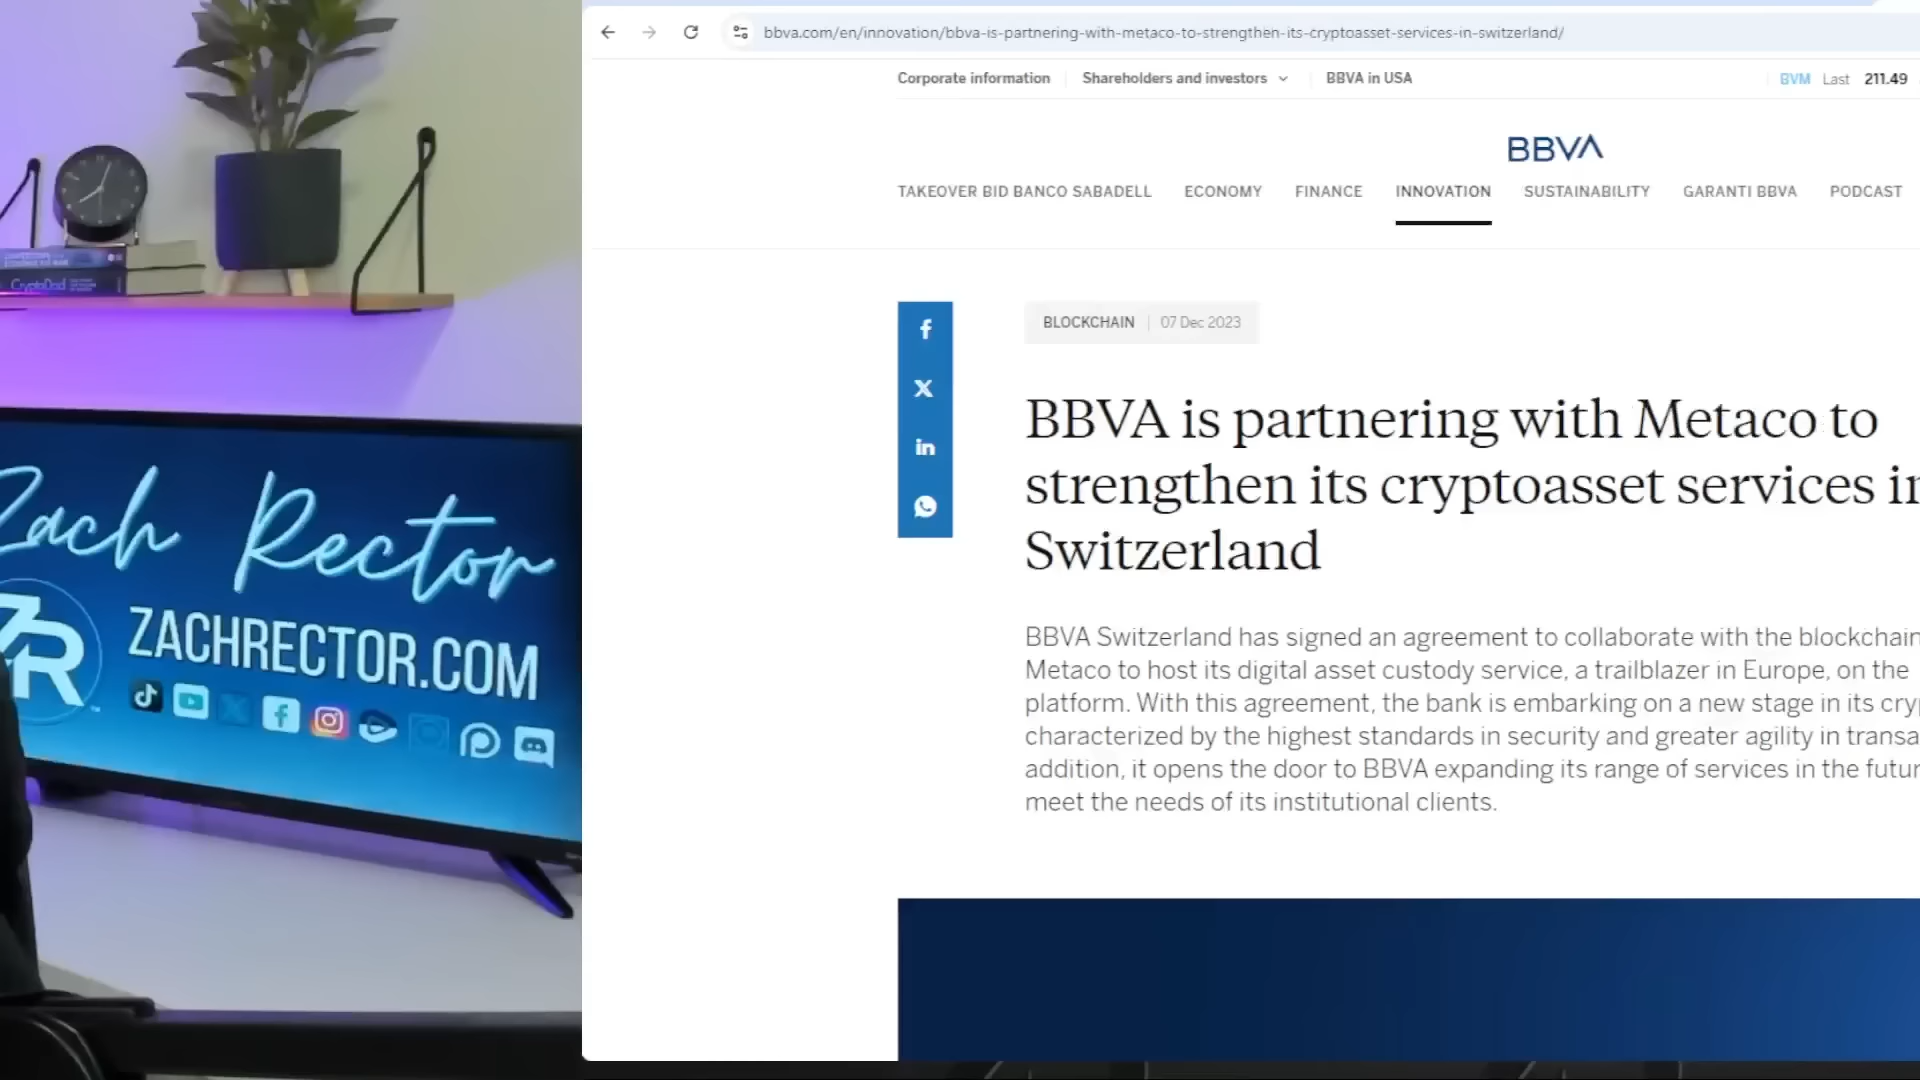 bbva.com/en/innovation/bbva-is-partnering-with-metaco-to-strengthen-its-cryptoasset-services-in-switzerland/
Corporate information
Shareholders and investors
BBVA in USA
BVM Last 211.49
BBVA
TAKEOVER BID BANCO SABADELL
ECONOMY
FINANCE
INNOVATION
SUSTAINABILITY
GARANTI BBVA
PODCAST
BLOCKCHAIN 07 Dec 2023
BBVA is partnering with Metaco to
strengthen its cryptoasset services in
Switzerland
BBVA Switzerland has signed an agreement to collaborate with the blockchain
Metaco to host its digital asset custody service, a trailblazer in Europe, on the
platform. With this agreement, the bank is embarking on a new stage in its cry
characterized by the highest standards in security and greater agility in transa
addition, it opens the door to BBVA expanding its range of services in the futur
meet the needs of its institutional clients.
CryptoDad
Zach Rector
ZR
ZACHRECTOR.COM